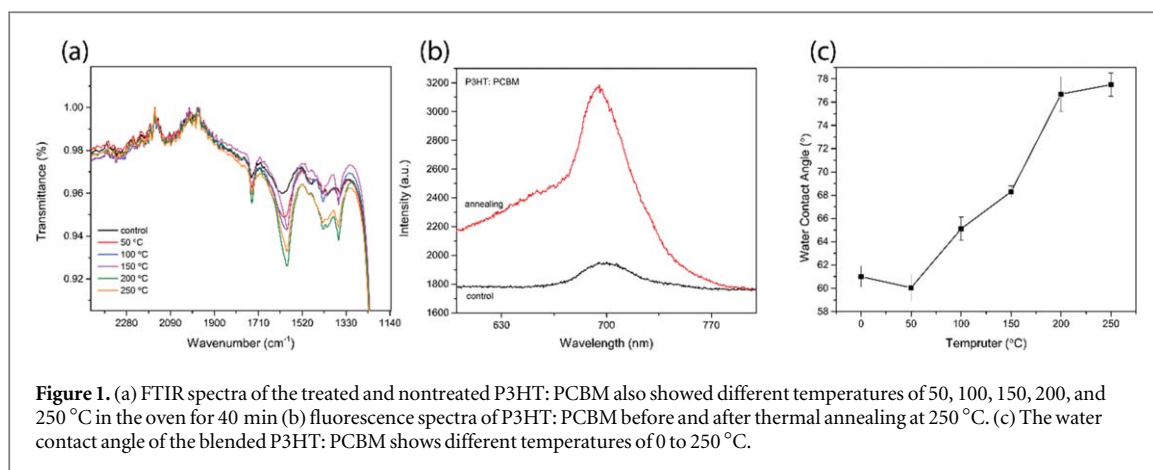 (a)
1.00
0.98
0.96
0.94
0.92
Transmittance (%)
control
50 °C
100 °C
150 °C
200 °C
250 °C
2280 2090 1900 1710 1520 1330 1140
Wavenumber (cm-1)
(b)
P3HT: PCBM
3200
3000
2800
2600
2400
2200
2000
1800
1600
Intensity (a.u.)
annealing
control
630 700 770
Wavelength (nm)
(c)
78
76
74
72
70
68
66
64
62
60
58
Water Contact Angle (°)
0 50 100 150 200 250
Tempruter (°C)
Figure 1. (a) FTIR spectra of the treated and nontreated P3HT: PCBM also showed different temperatures of 50, 100, 150, 200, and
250 °C in the oven for 40 min (b) fluorescence spectra of P3HT: PCBM before and after thermal annealing at 250 °C. (c) The water
contact angle of the blended P3HT: PCBM shows different temperatures of 0 to 250 °C.